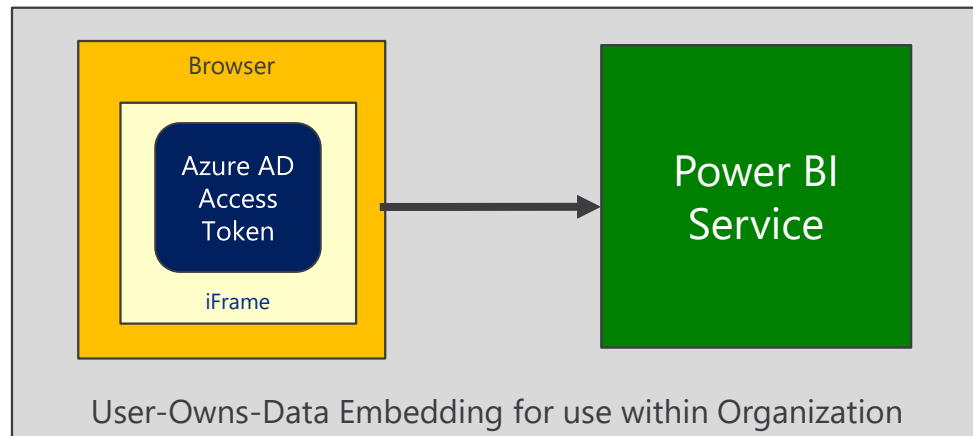 Browser
Azure AD
Access
Token
iFrame
Power BI
Service
User-Owns-Data Embedding for use within Organization